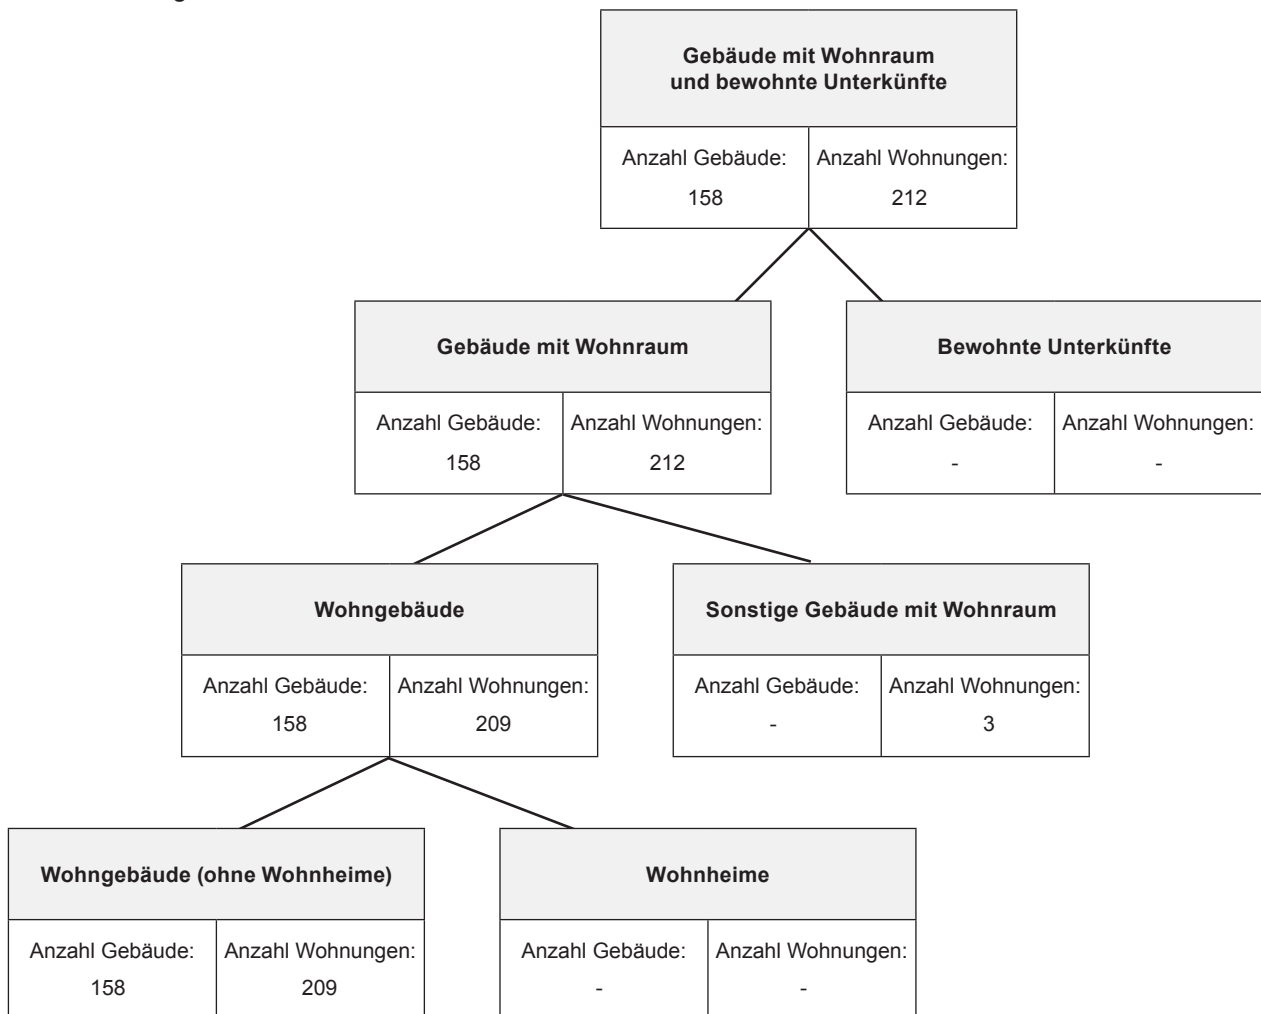 Gebäude mit Wohnraum
und bewohnte Unterkünfte
Anzahl Gebäude: Anzahl Wohnungen:
158 212
Gebäude mit Wohnraum
Anzahl Gebäude: Anzahl Wohnungen:
158 212
Bewohnte Unterkünfte
Anzahl Gebäude: Anzahl Wohnungen:
- -
Wohngebäude
Anzahl Gebäude: Anzahl Wohnungen:
158 209
Sonstige Gebäude mit Wohnraum
Anzahl Gebäude: Anzahl Wohnungen:
- 3
Wohngebäude (ohne Wohnheime)
Anzahl Gebäude: Anzahl Wohnungen:
158 209
Wohnheime
Anzahl Gebäude: Anzahl Wohnungen:
- -